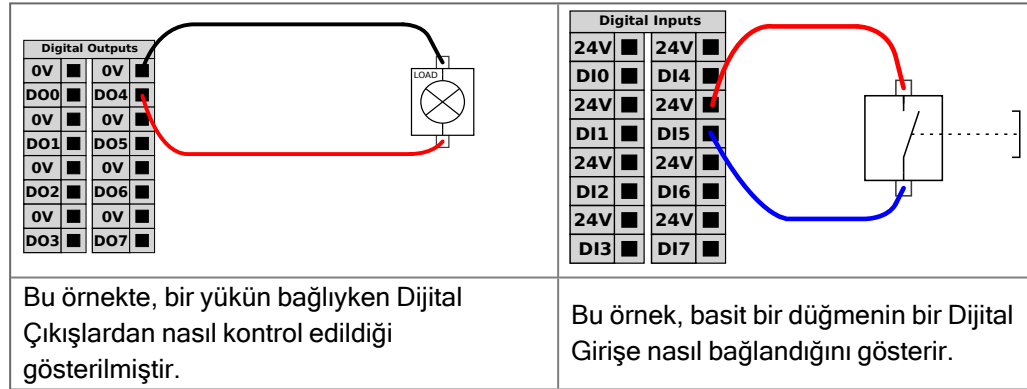 Digital Outputs
0V 0V
DO0 DO4
0V 0V
DO1 DO5
0V 0V
DO2 DO6
0V 0V
DO3 DO7
LOAD
Digital Inputs
24V 24V
DI0 DI4
24V 24V
DI1 DI5
24V 24V
DI2 DI6
24V 24V
DI3 DI7
Bu örnekte, bir yükün bağlıyken Dijital
Çıkışlardan nasıl kontrol edildiği
gösterilmiştir.
Bu örnek, basit bir düğmenin bir Dijital
Girişe nasıl bağlandığını gösterir.